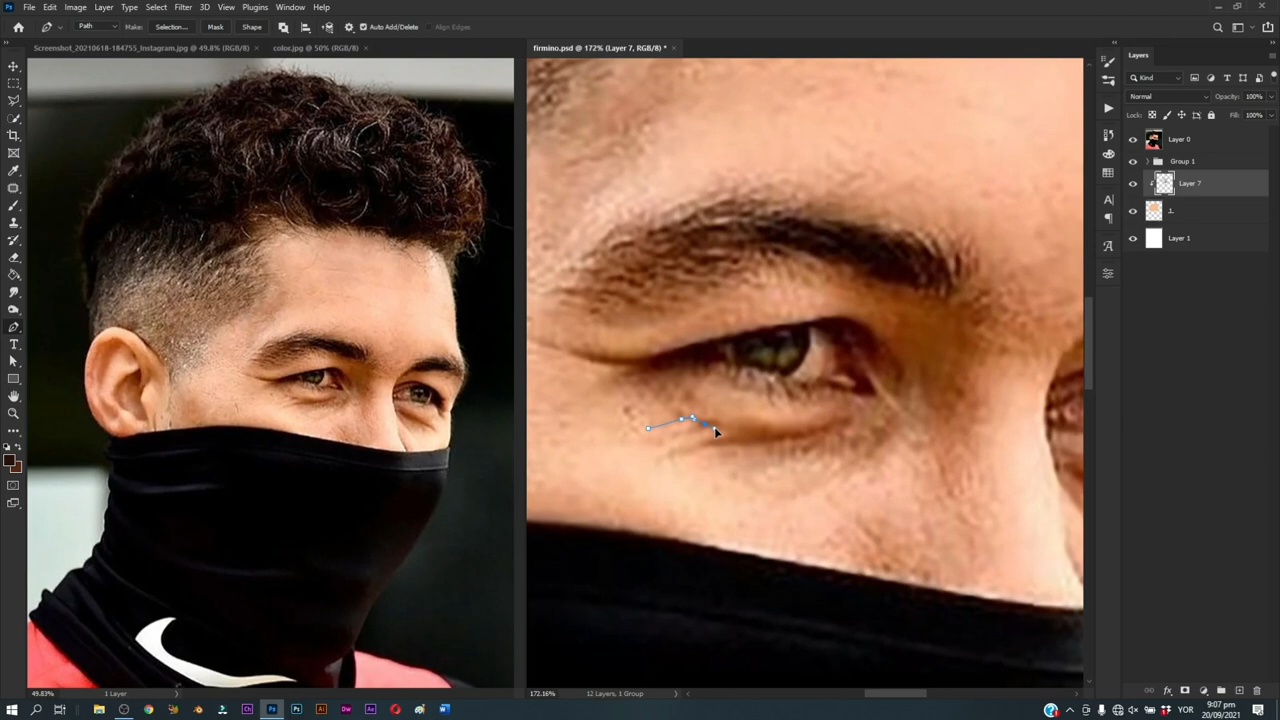 File Edit Image Layer Type Select Filter 3D View Plugins Window Help
Path Make: Selection... Mask Shape Auto Add/Delete Align Edges
Screenshot_20210618-184755_Instagram.jpg @ 49.8% (RGB/8) × color.jpg @ 50% (RGB/8) × firmino.psd @ 172% (Layer 7, RGB/8) * ×
Layers
Kind
Normal Opacity: 100%
Lock: Fill: 100%
Layer 0
Group 1
Layer 7
Layer 1
49.83% 1 Layer 172.16% 12 Layers, 1 Group
YOR 9:07 pm
20/09/2021